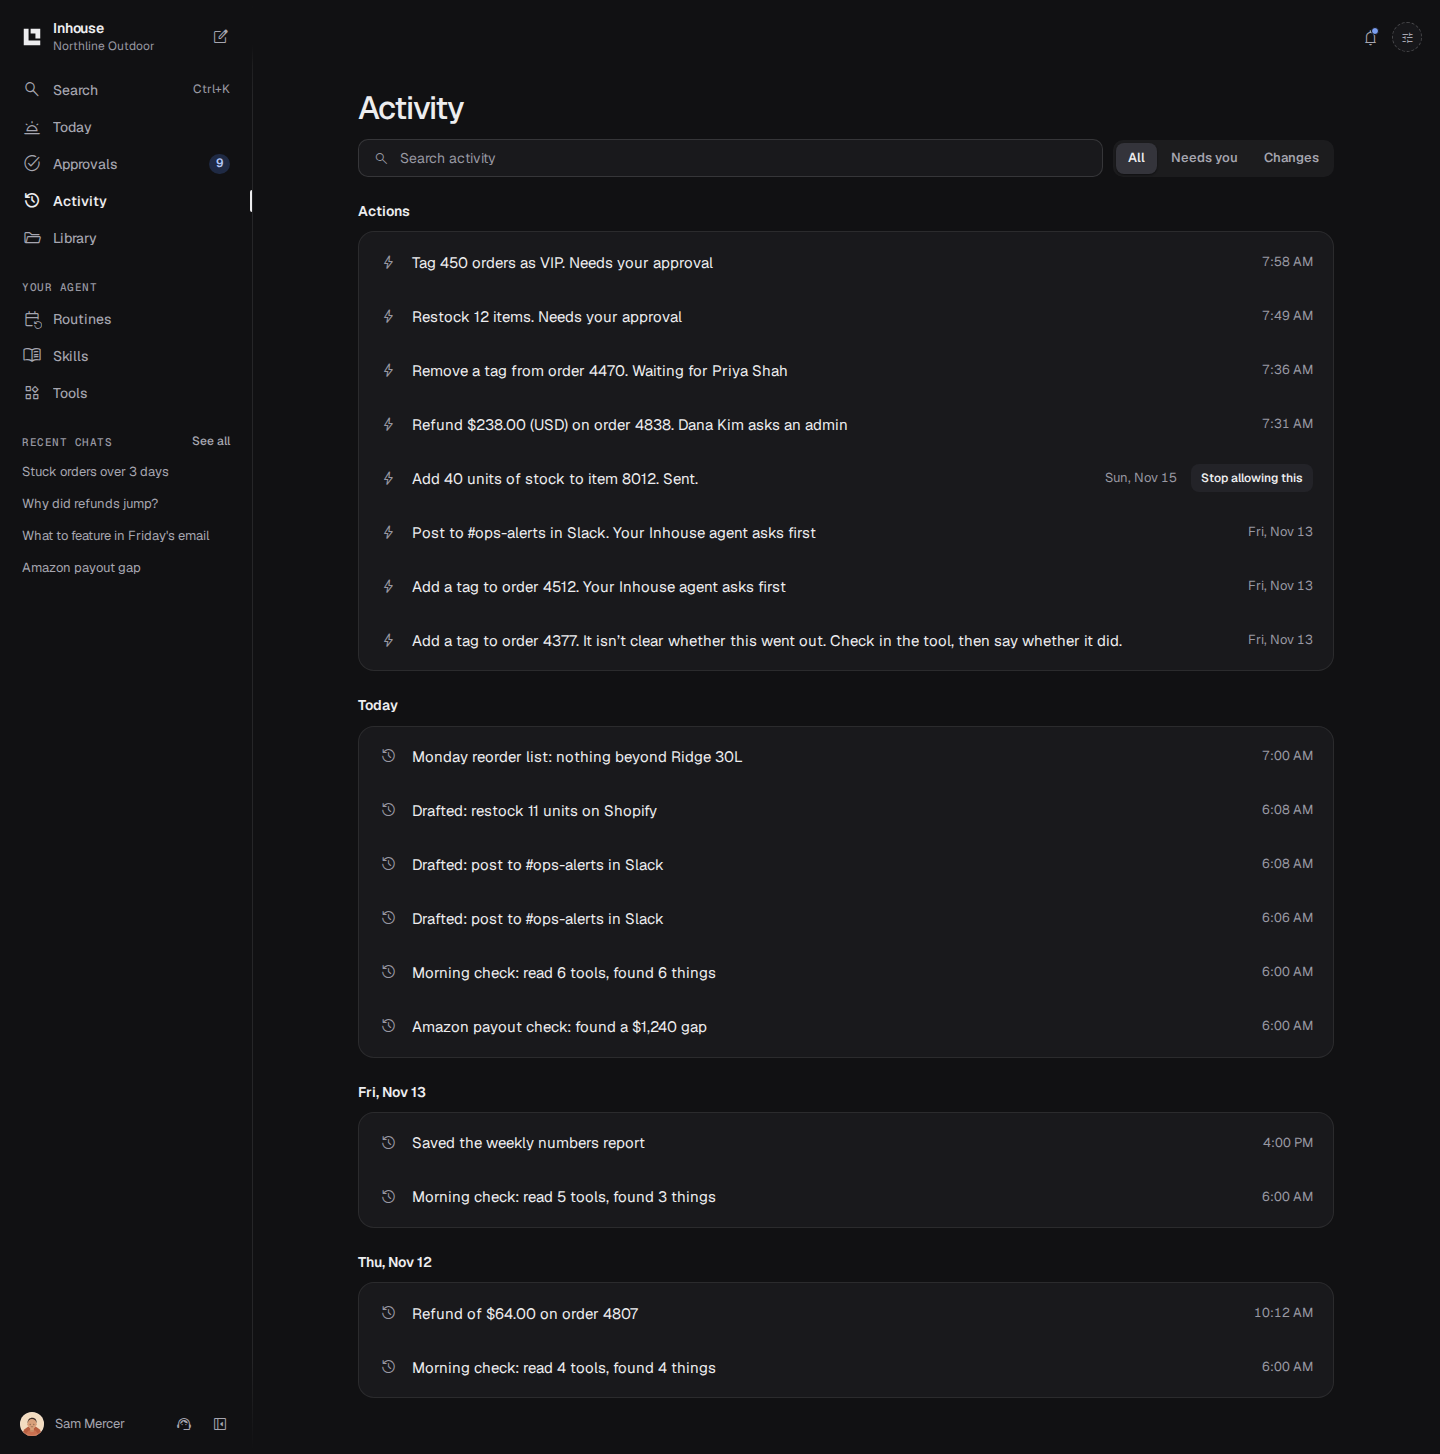 Inhouse
Northline Outdoor
Search Ctrl+K
Today
Approvals 9
Activity
Library
YOUR AGENT
Routines
Skills
Tools
RECENT CHATS See all
Stuck orders over 3 days
Why did refunds jump?
What to feature in Friday's email
Amazon payout gap
Sam Mercer
Activity
Search activity
All Needs you Changes
Actions
Tag 450 orders as VIP. Needs your approval 7:58 AM
Restock 12 items. Needs your approval 7:49 AM
Remove a tag from order 4470. Waiting for Priya Shah 7:36 AM
Refund $238.00 (USD) on order 4838. Dana Kim asks an admin 7:31 AM
Add 40 units of stock to item 8012. Sent. Sun, Nov 15 Stop allowing this
Post to #ops-alerts in Slack. Your Inhouse agent asks first Fri, Nov 13
Add a tag to order 4512. Your Inhouse agent asks first Fri, Nov 13
Add a tag to order 4377. It isn’t clear whether this went out. Check in the tool, then say whether it did. Fri, Nov 13
Today
Monday reorder list: nothing beyond Ridge 30L 7:00 AM
Drafted: restock 11 units on Shopify 6:08 AM
Drafted: post to #ops-alerts in Slack 6:08 AM
Drafted: post to #ops-alerts in Slack 6:06 AM
Morning check: read 6 tools, found 6 things 6:00 AM
Amazon payout check: found a $1,240 gap 6:00 AM
Fri, Nov 13
Saved the weekly numbers report 4:00 PM
Morning check: read 5 tools, found 3 things 6:00 AM
Thu, Nov 12
Refund of $64.00 on order 4807 10:12 AM
Morning check: read 4 tools, found 4 things 6:00 AM